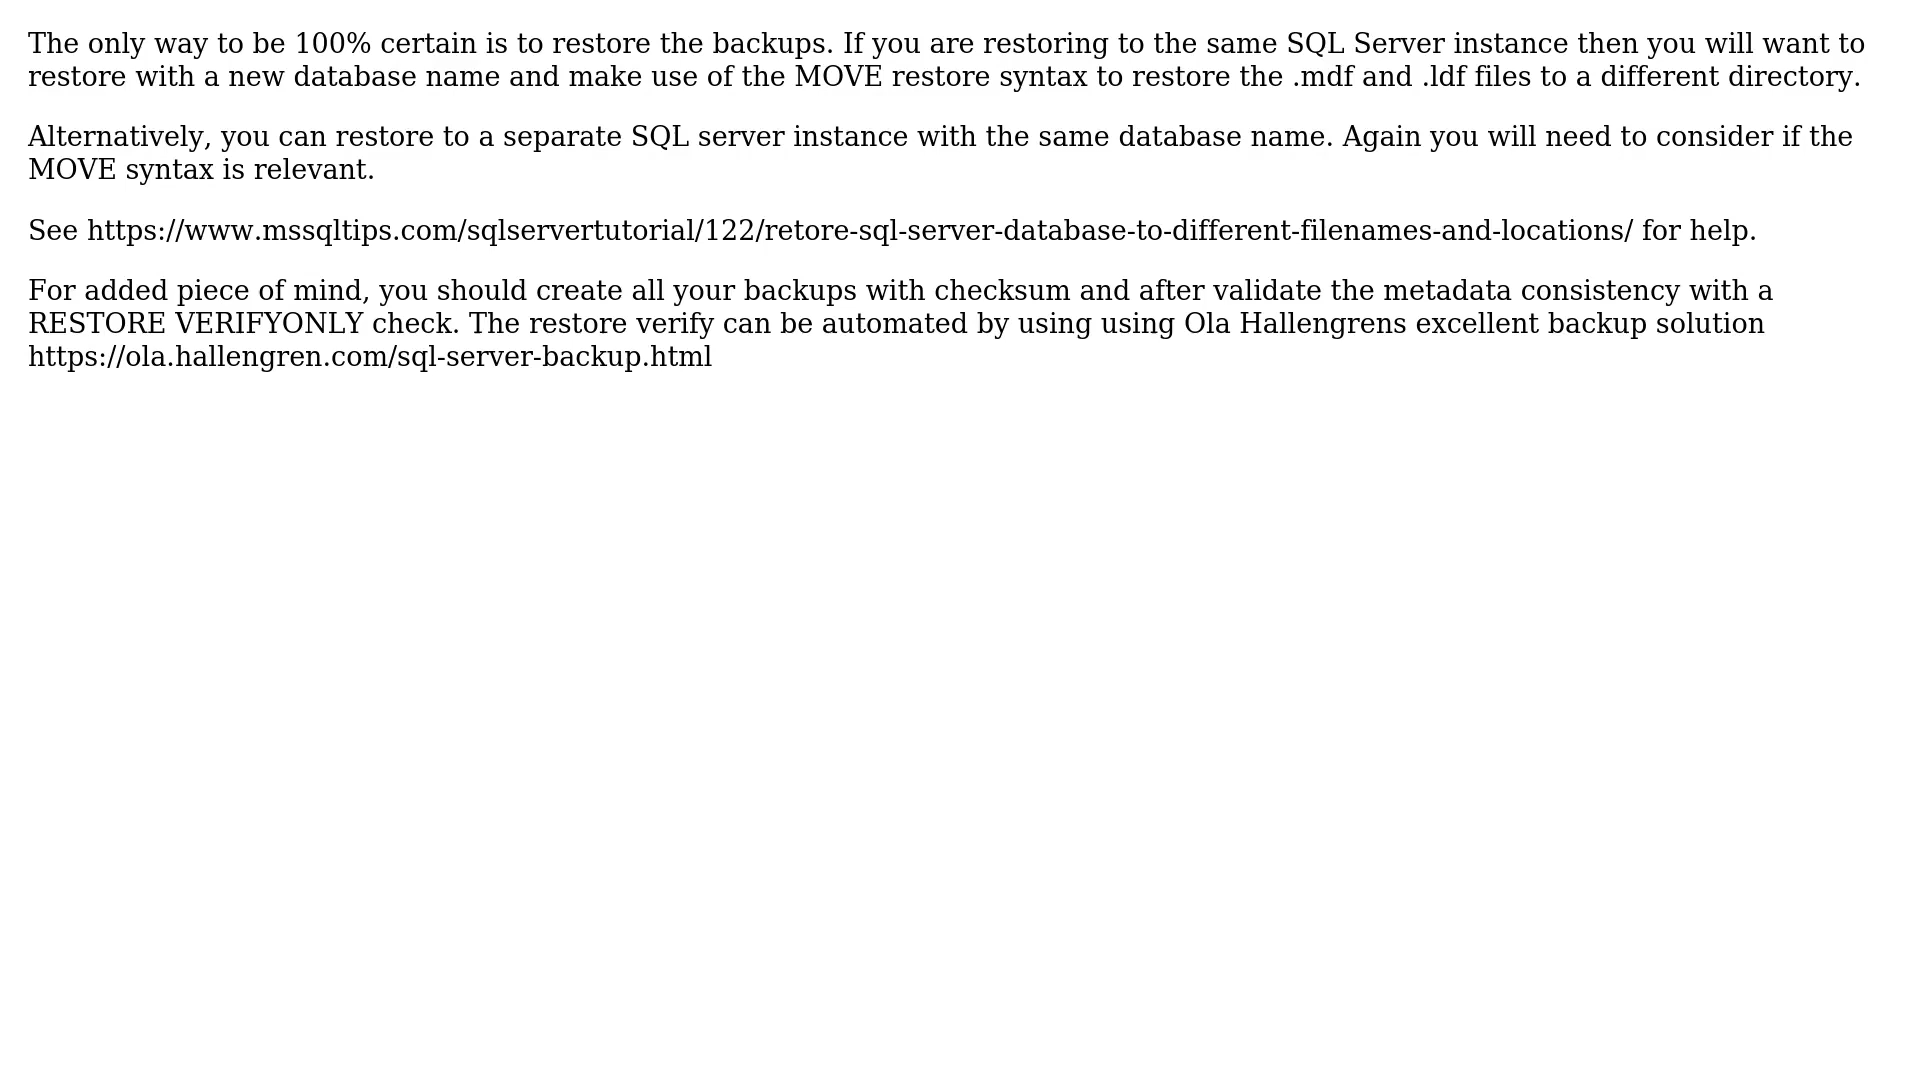 The only way to be 100% certain is to restore the backups. If you are restoring to the same SQL Server instance then you will want to
restore with a new database name and make use of the MOVE restore syntax to restore the .mdf and .ldf files to a different directory.
Alternatively, you can restore to a separate SQL server instance with the same database name. Again you will need to consider if the
MOVE syntax is relevant.
See https://www.mssqltips.com/sqlservertutorial/122/retore-sql-server-database-to-different-filenames-and-locations/ for help.
For added piece of mind, you should create all your backups with checksum and after validate the metadata consistency with a
RESTORE VERIFYONLY check. The restore verify can be automated by using using Ola Hallengrens excellent backup solution
https://ola.hallengren.com/sql-server-backup.html